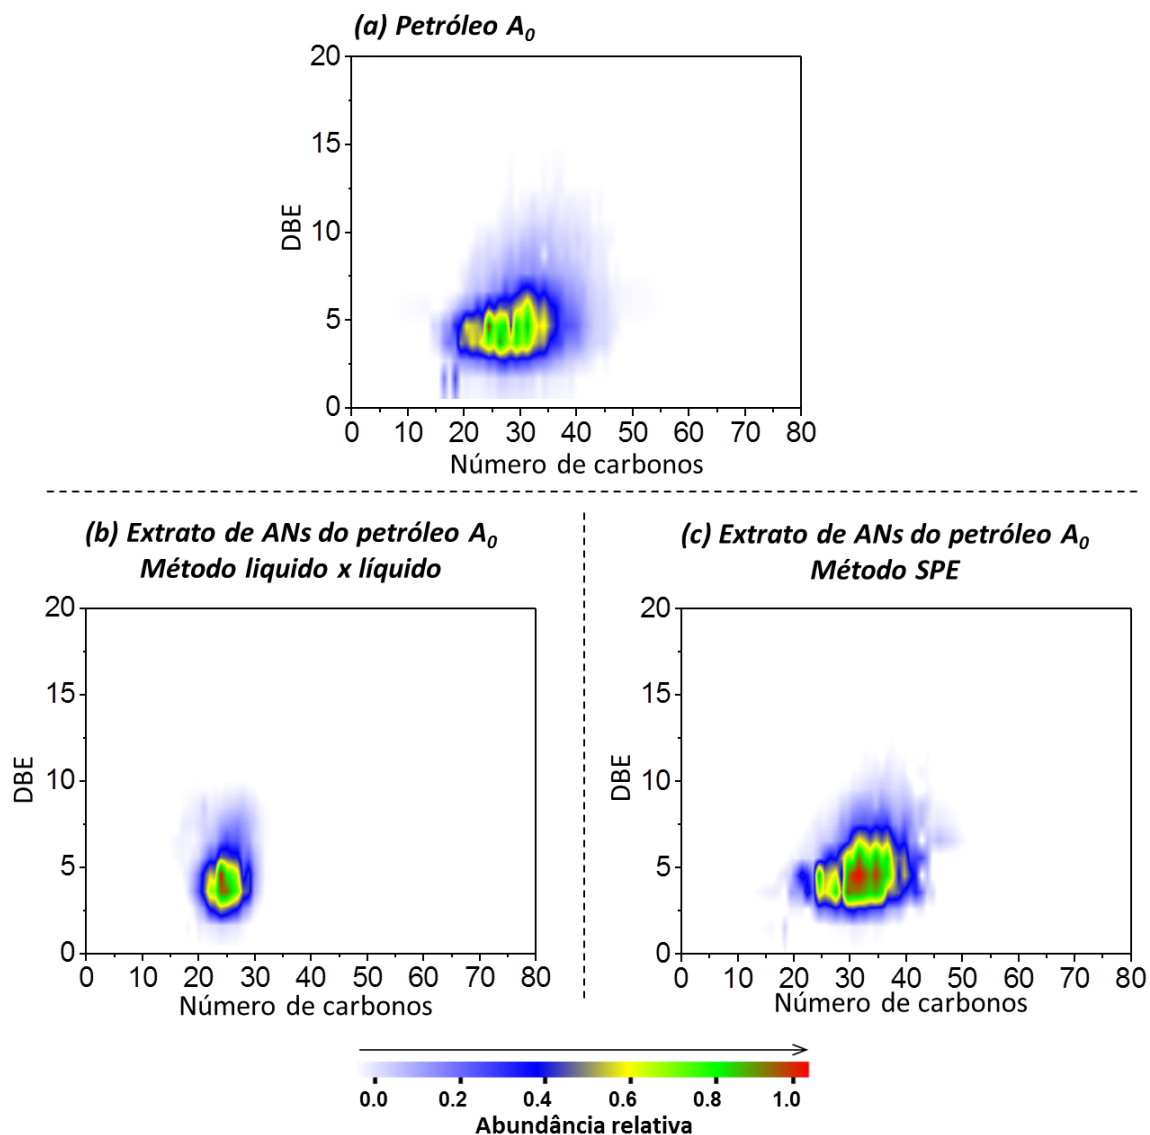 (a) Petróleo A0
20
15
10
5
0
DBE
0 10 20 30 40 50 60 70 80
Número de carbonos
(b) Extrato de ANs do petróleo A0
Método liquido x líquido
20
15
10
5
0
DBE
0 10 20 30 40 50 60 70 80
Número de carbonos
(c) Extrato de ANs do petróleo A0
Método SPE
20
15
10
5
0
DBE
0 10 20 30 40 50 60 70 80
Número de carbonos
0.0 0.2 0.4 0.6 0.8 1.0
Abundância relativa